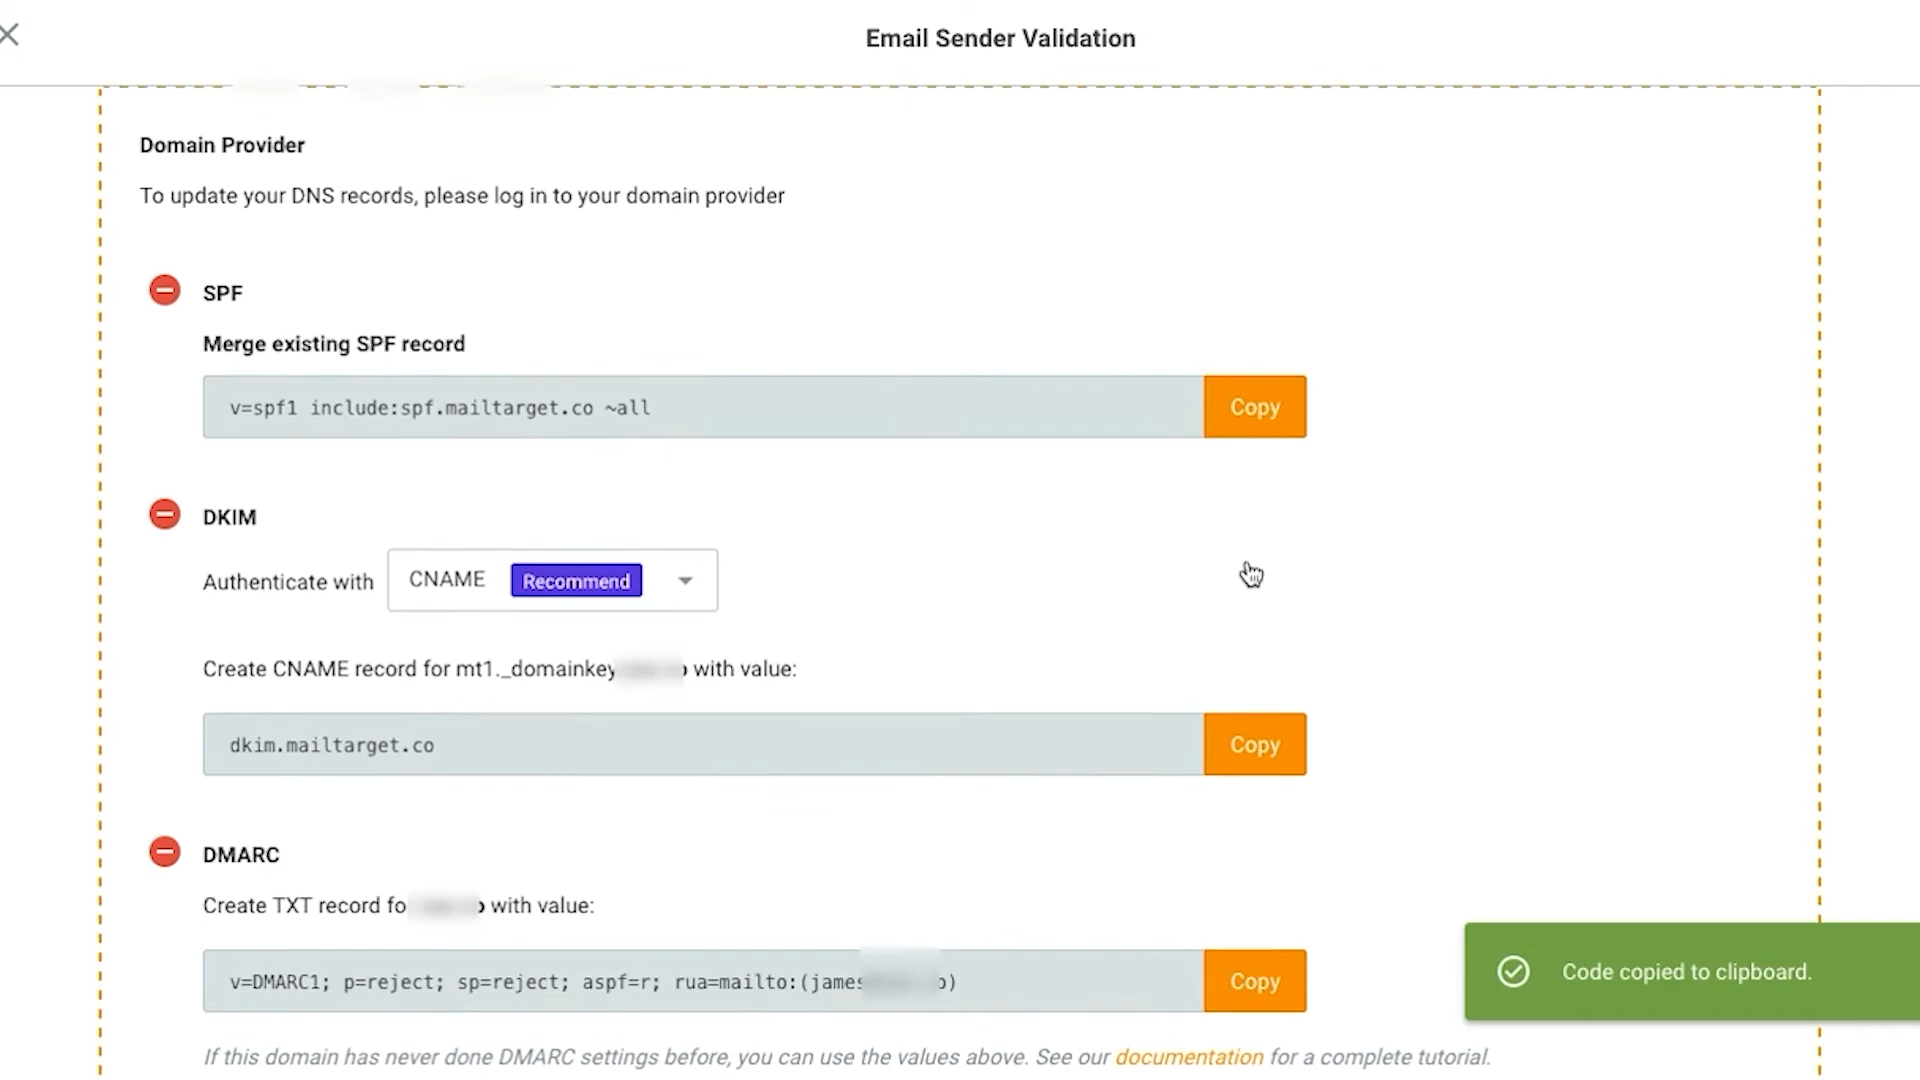 Email Sender Validation
Domain Provider
To update your DNS records, please log in to your domain provider
SPF
Merge existing SPF record
v=spf1 include:spf.mailtarget.co ~all
Copy
DKIM
Authenticate with CNAME Recommend
Create CNAME record for mt1._domainkey with value:
dkim.mailtarget.co
Copy
DMARC
Create TXT record fo with value:
v=DMARC1; p=reject; sp=reject; aspf=r; rua=mailto:(james
Copy
Code copied to clipboard.
If this domain has never done DMARC settings before, you can use the values above. See our documentation for a complete tutorial.